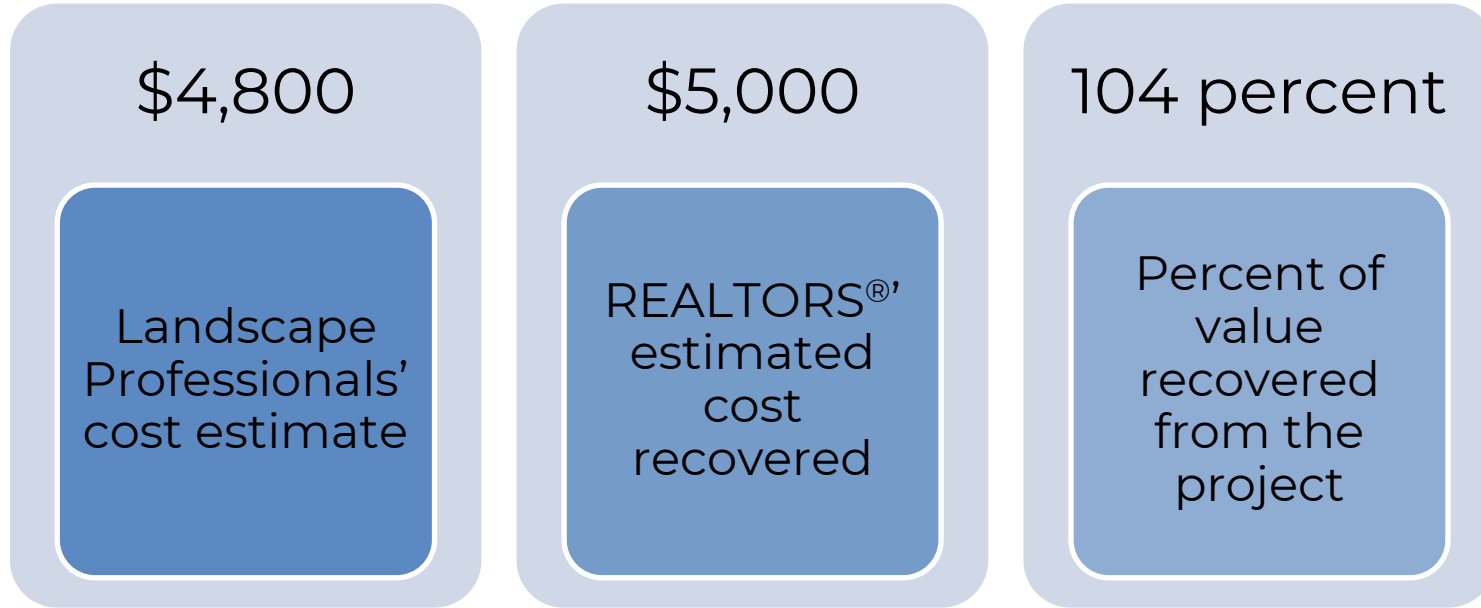 $4,800
Landscape
Professionals’
cost estimate
$5,000
REALTORS®’
estimated
cost
recovered
104 percent
Percent of
value
recovered
from the
project